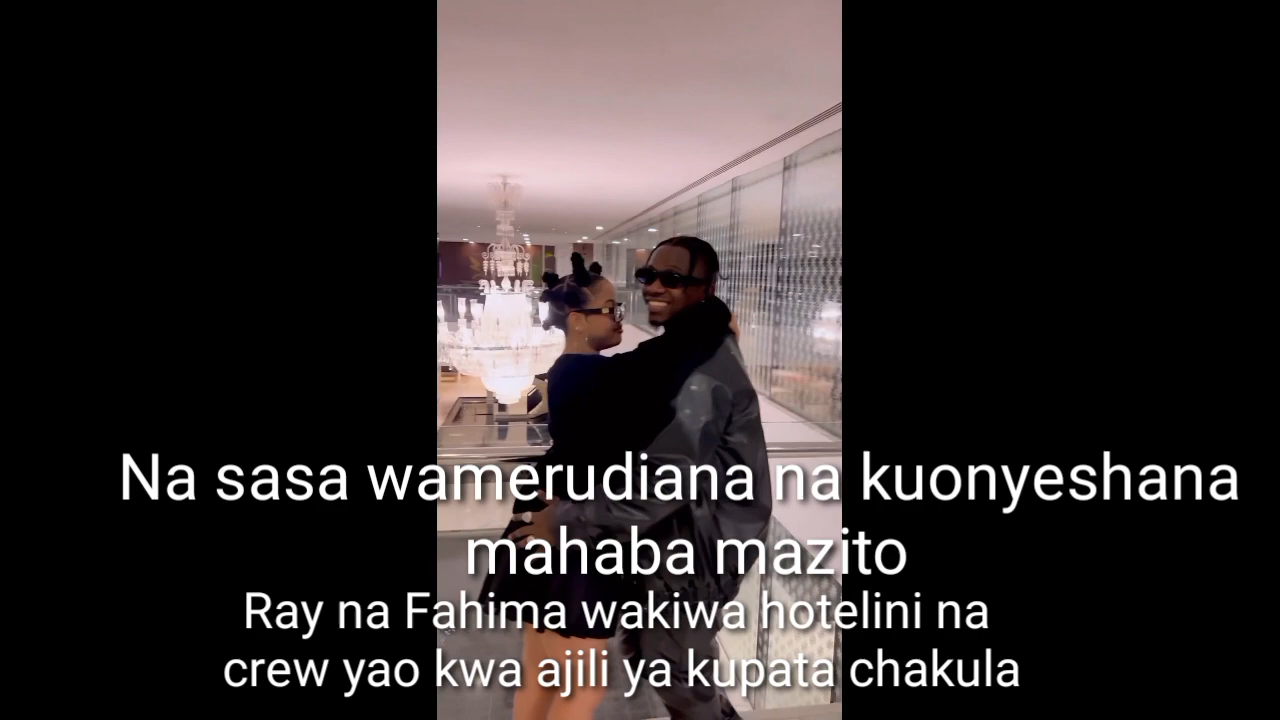 Na sasa wamerudiana na kuonyeshana
mahaba mazito
Ray na Fahima wakiwa hotelini na
crew yao kwa ajili ya kupata chakula